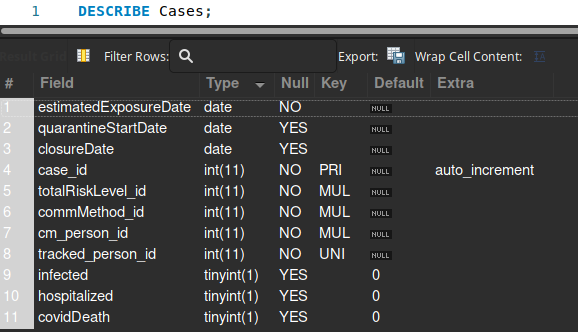 1 DESCRIBE Cases;
Result Grid Filter Rows: Export: Wrap Cell Content: IA
# Field Type Null Key Default Extra
1 estimatedExposureDate date NO NULL
2 quarantineStartDate date YES NULL
3 closureDate date YES NULL
4 case_id int(11) NO PRI NULL auto_increment
5 totalRiskLevel_id int(11) NO MUL NULL
6 commMethod_id int(11) NO MUL NULL
7 cm_person_id int(11) NO MUL NULL
8 tracked_person_id int(11) NO UNI NULL
9 infected tinyint(1) YES 0
10 hospitalized tinyint(1) YES 0
11 covidDeath tinyint(1) YES 0